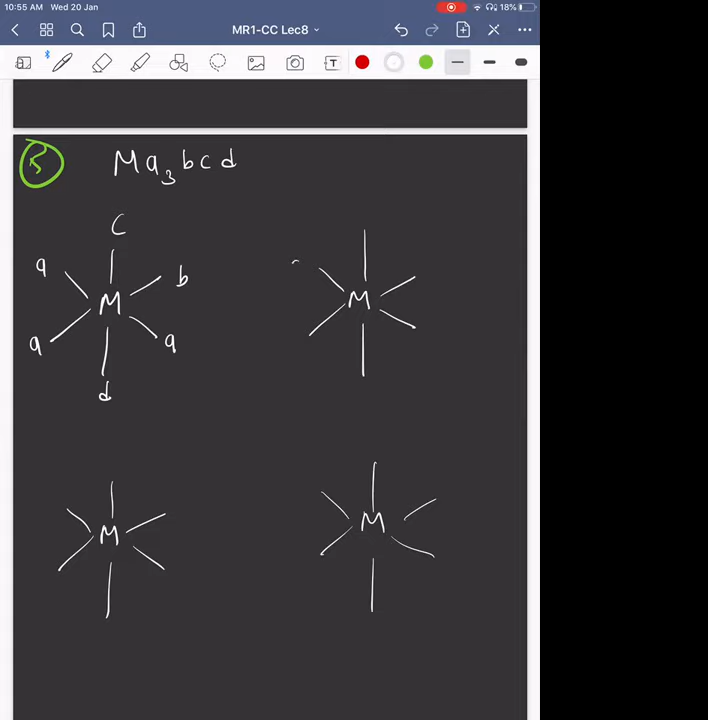 10:55 AM Wed 20 Jan 18%
MR1-CC Lec8
T
5 Ma₃bcd
c
a b
M M
a a
d
M M